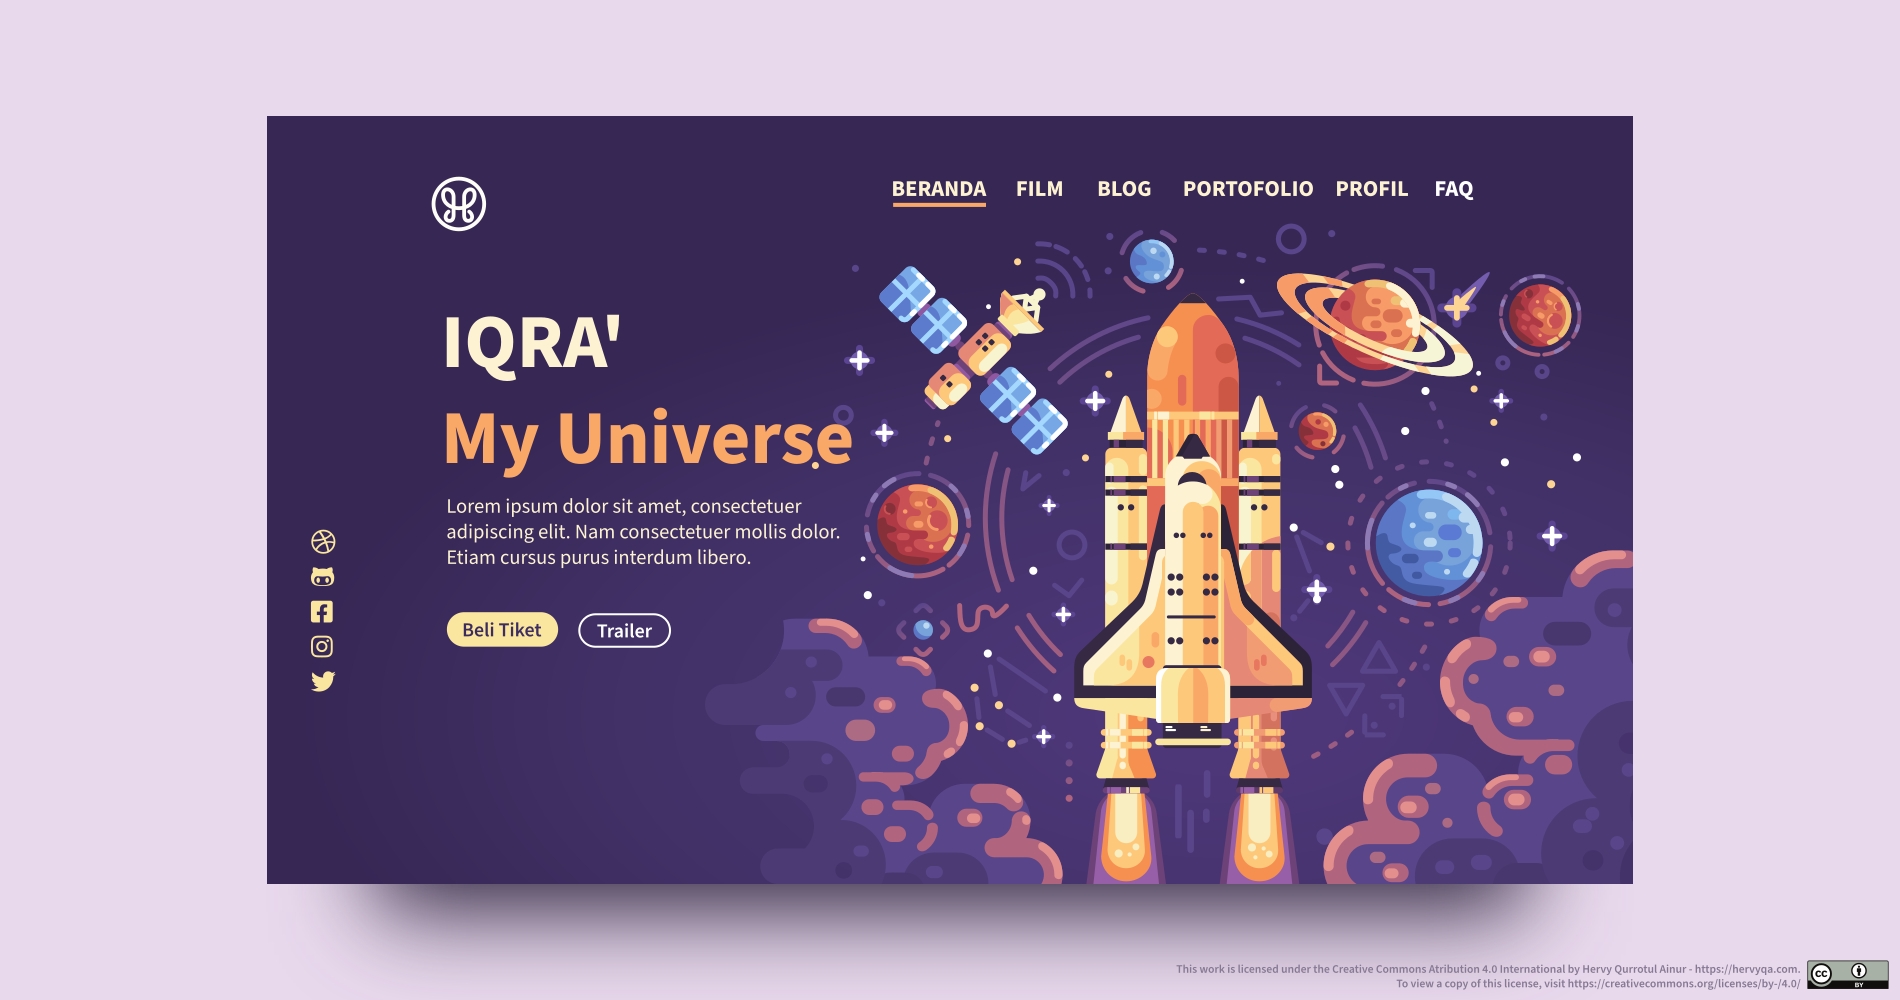 BERANDA FILM BLOG PORTOFOLIO PROFIL FAQ
IQRA'
My Universe
Lorem ipsum dolor sit amet, consectetuer
adipiscing elit. Nam consectetuer mollis dolor.
Etiam cursus purus interdum libero.
Beli Tiket Trailer
This work is licensed under the Creative Commons Atribution 4.0 International by Hervy Qurrotul Ainur - https://hervyqa.com.
To view a copy of this license, visit https://creativecommons.org/licenses/by-/4.0/
cc
BY